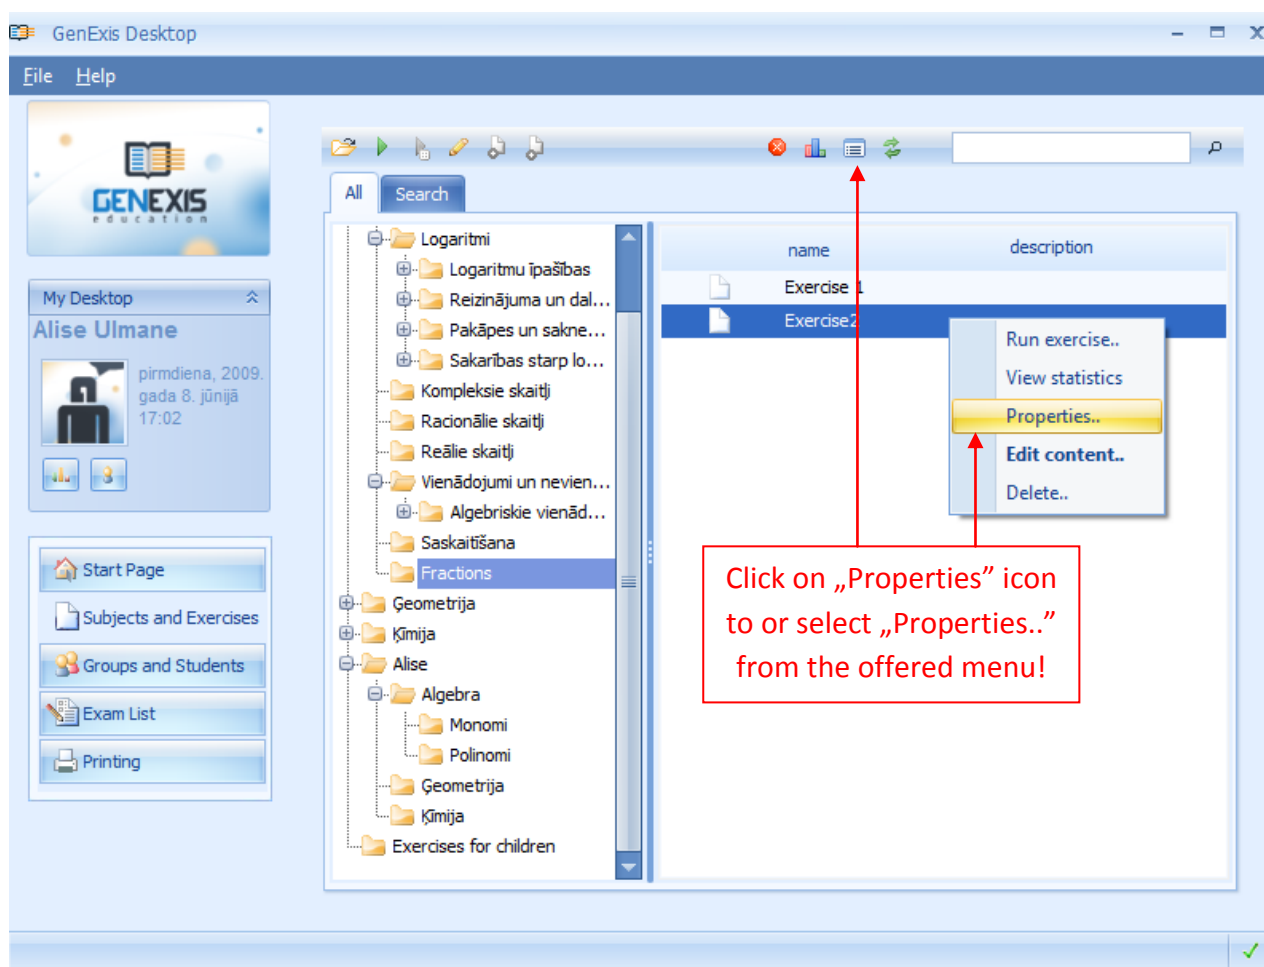 GenExis Desktop
File Help
GENEXIS
education
My Desktop
Alise Ulmane
pirmdiena, 2009.
gada 8. jūnijā
17:02
Start Page
Subjects and Exercises
Groups and Students
Exam List
Printing
All Search
Logaritmi
Logaritmu īpašības
Reizinājuma un dal...
Pakāpes un sakne...
Sakarības starp lo...
Kompleksie skaitļi
Racionālie skaitļi
Reālie skaitļi
Vienādojumi un nevien...
Algebriskie vienād...
Saskaitīšana
Fractions
Ģeometrija
Ķīmija
Alise
Algebra
Monomi
Polinomi
Ģeometrija
Ķīmija
Exercises for children
name description
Exercise 1
Exercise2
Run exercise..
View statistics
Properties..
Edit content..
Delete..
Click on „Properties” icon
to or select „Properties..”
from the offered menu!